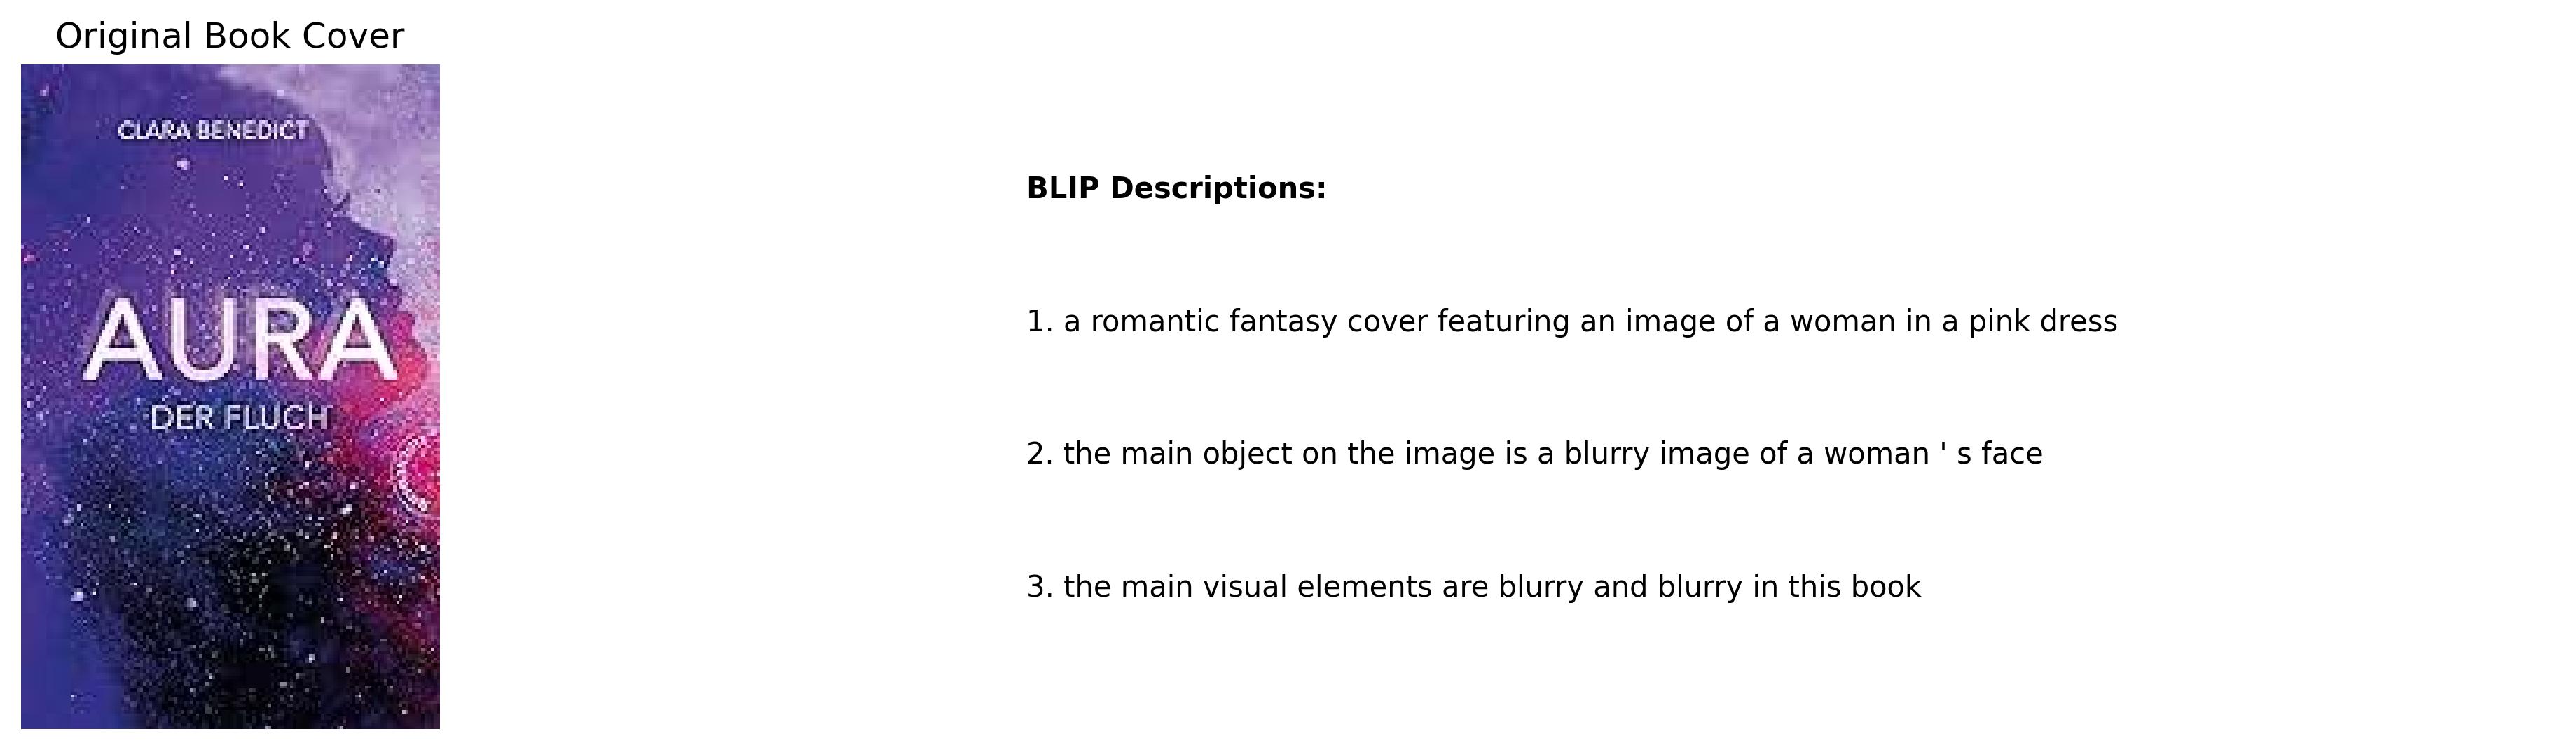 Original Book Cover
CLARA BENEDICT
AURA
DER FLUCH
BLIP Descriptions:
1. a romantic fantasy cover featuring an image of a woman in a pink dress
2. the main object on the image is a blurry image of a woman ' s face
3. the main visual elements are blurry and blurry in this book